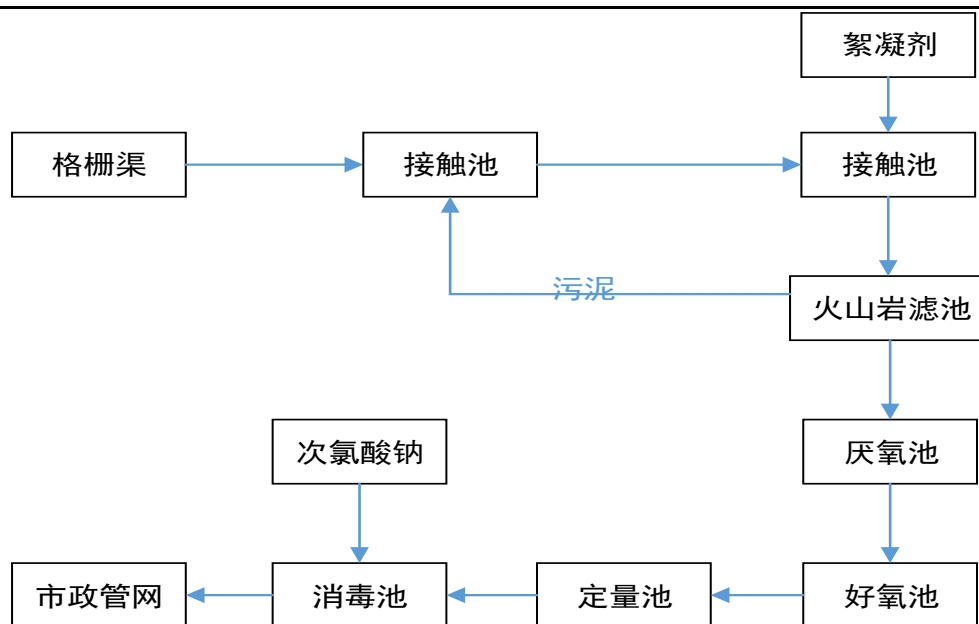 絮凝剂
格栅渠
接触池
接触池
污泥
火山岩滤池
次氯酸钠
厌氧池
市政管网
消毒池
定量池
好氧池